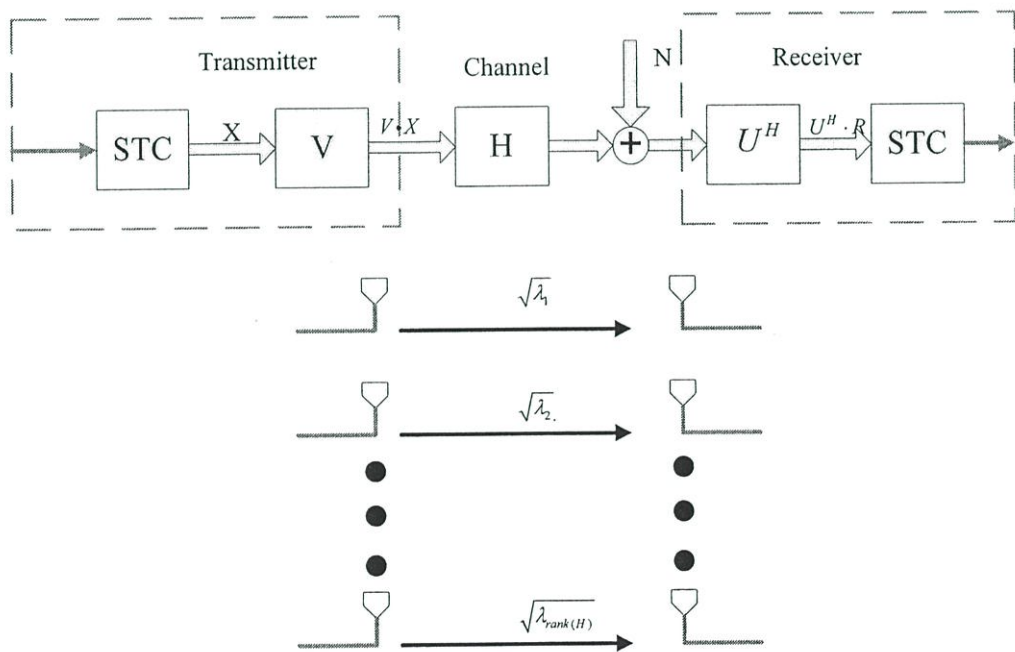 Transmitter
Channel
N
Receiver
STC
X
V
V • X
H
+
U^H
U^H · R
STC
√λ₁
√λ₂.
√λ_rank(H)